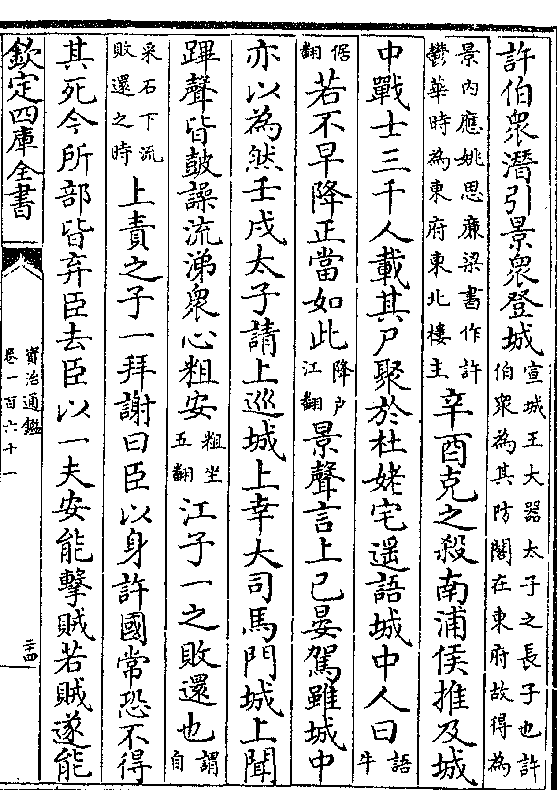 許伯衆潛引景衆登城宣城王大器太子之長子也許
伯衆為其防閤在東府故得為
景内應姚思亷梁書作許
鬱華時為東府東北樓主辛酉克之殺南浦侯推及城
中戰士三千人載其尸聚於杜姥宅遥語城中人曰語
牛
倨
翻若不早降正當如此降户
江翻景聲言上已晏駕雖城中
亦以為然壬戌太子請上巡城上幸大司馬門城上聞
蹕聲皆鼓譟流涕衆心粗安粗坐
五翻江子一之敗還也謂
自
采石下流
敗還之時上責之子一拜謝曰臣以身許國常恐不得
其死今所部皆弃臣去臣以一夫安能擊賊若賊遂能
欽定四庫全書
資治通鑑
卷一百六十一
二十四